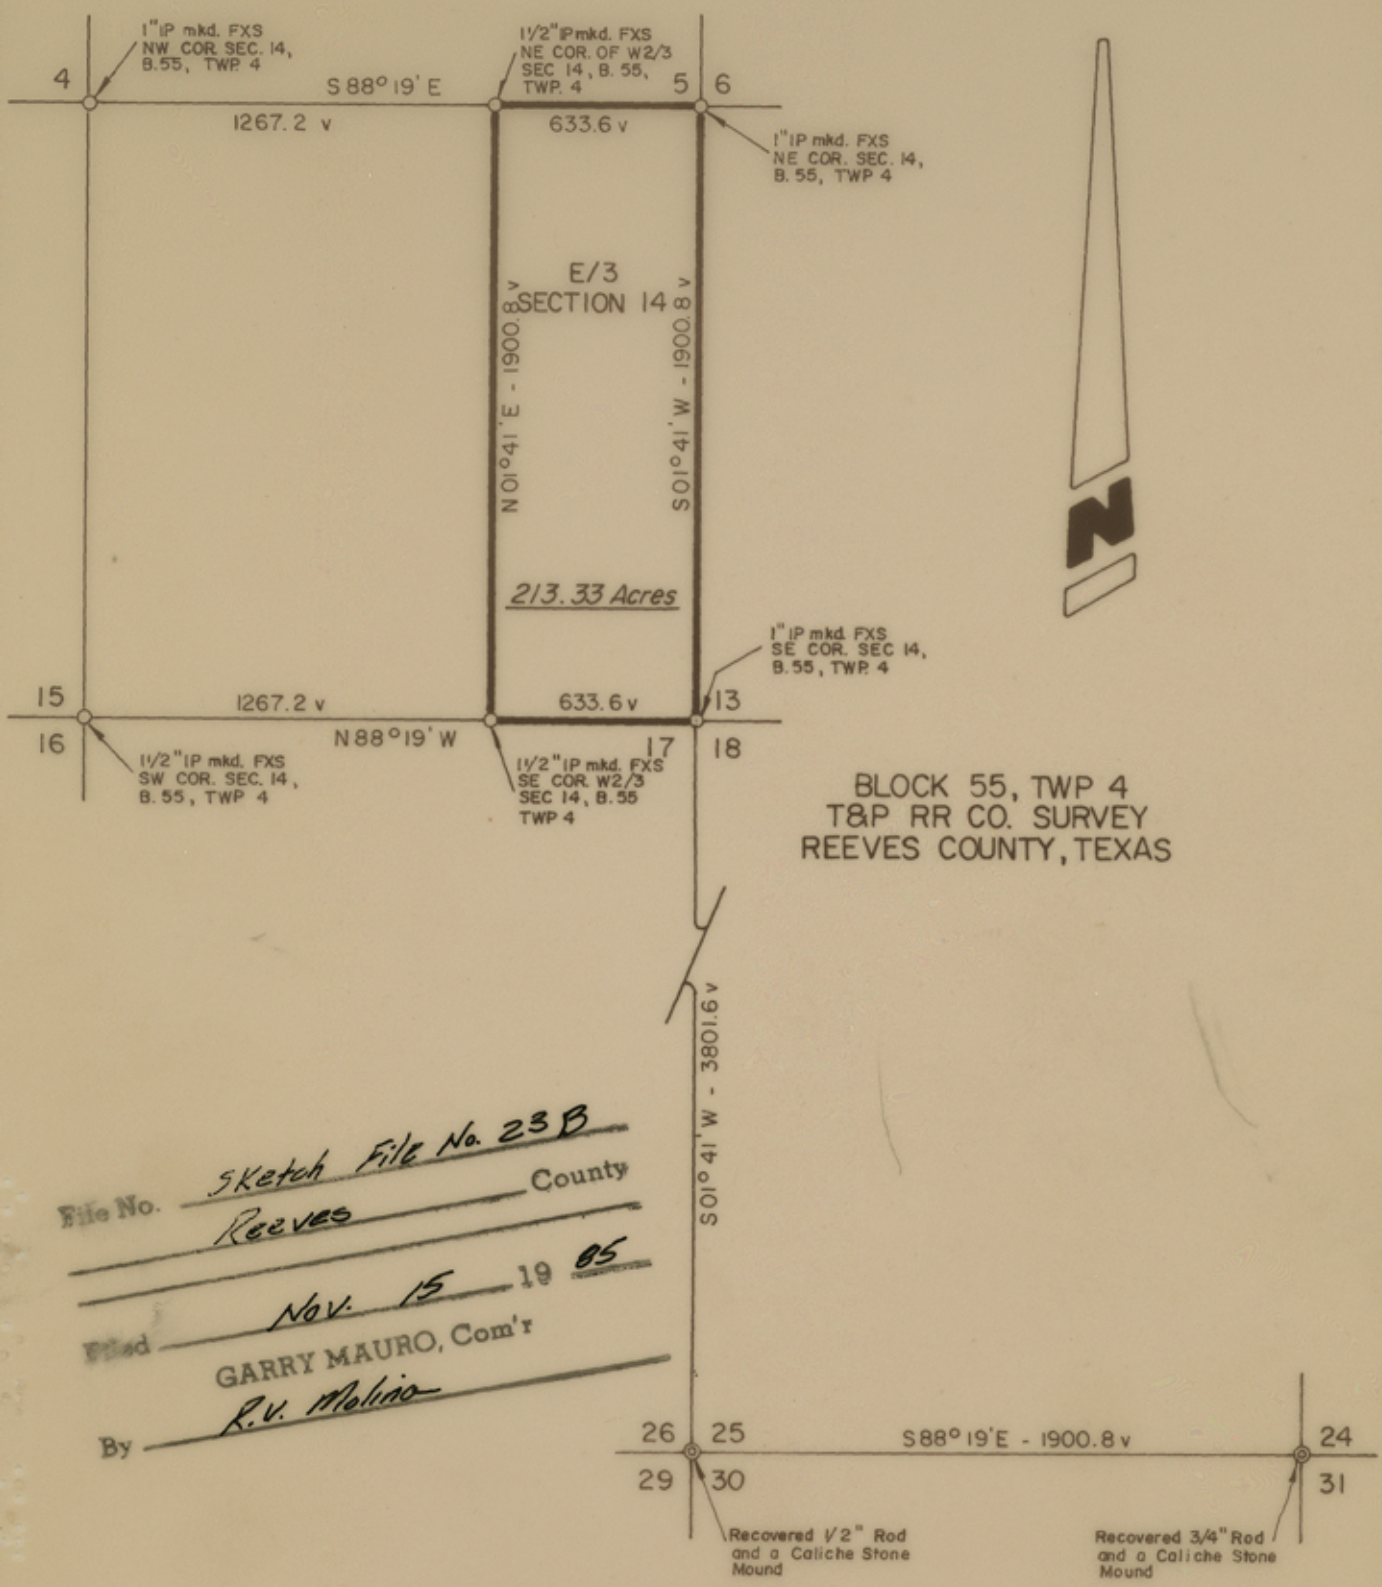 1" IP mkd. FXS
NW COR. SEC. 14,
B.55, TWP. 4
1 1/2" IP mkd. FXS
NE COR. OF W2/3
SEC 14, B. 55,
TWP. 4
4
S 88° 19' E
5
6
1267.2 v
633.6 v
1" IP mkd. FXS
NE COR. SEC. 14,
B. 55, TWP 4
E/3
SECTION 14
N 01° 41' E - 1900.8 v
S 01° 41' W - 1900.8 v
N
213.33 Acres
1" IP mkd. FXS
SE COR. SEC 14,
B. 55, TWP. 4
15
1267.2 v
633.6 v
13
16
N 88° 19' W
17
18
1 1/2" IP mkd. FXS
SW COR. SEC. 14,
B. 55, TWP 4
1 1/2" IP mkd. FXS
SE COR. W2/3
SEC 14, B. 55
TWP 4
BLOCK 55, TWP 4
T&P RR CO. SURVEY
REEVES COUNTY, TEXAS
S 01° 41' W - 3801.6 v
File No. Sketch File No. 23 B
Reeves County
Filed Nov. 15 19 85
GARRY MAURO, Com'r
By R.V. Molina
26
25
S 88° 19' E - 1900.8 v
24
29
30
31
Recovered 1/2" Rod
and a Caliche Stone
Mound
Recovered 3/4" Rod
and a Caliche Stone
Mound